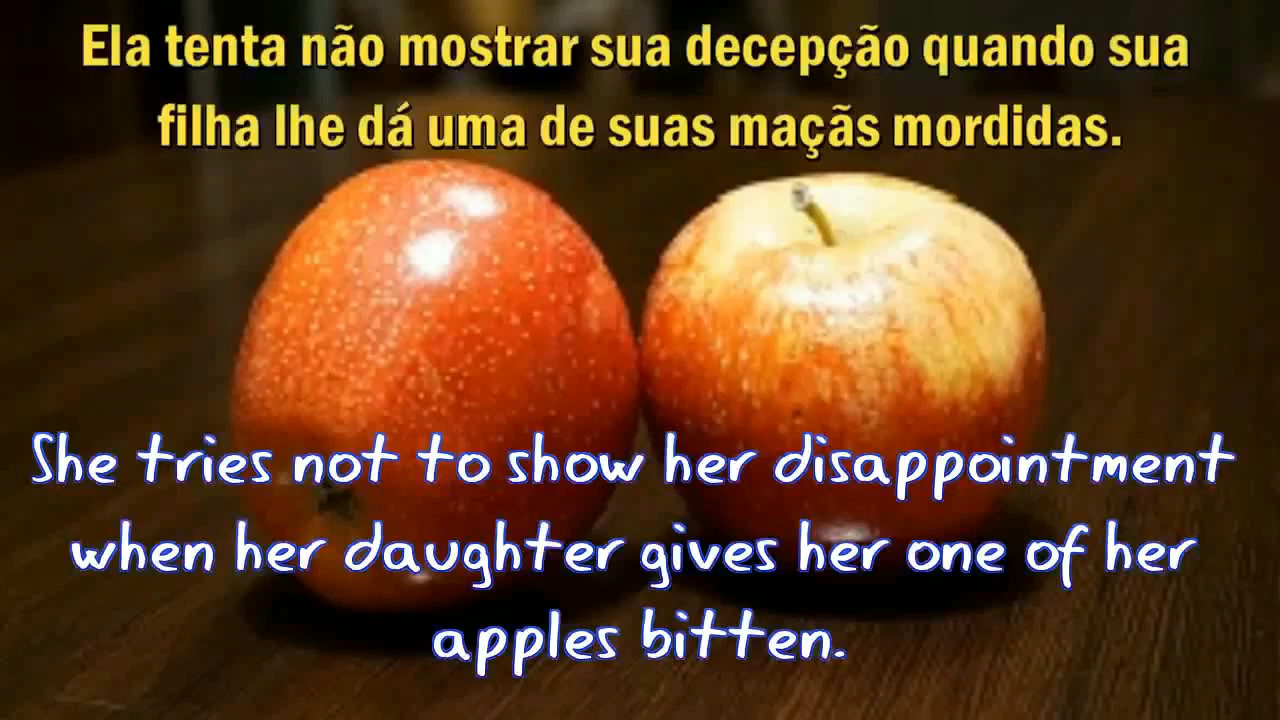 Ela tenta não mostrar sua decepção quando sua
filha lhe dá uma de suas maçãs mordidas.
She tries not to show her disappointment
when her daughter gives her one of her
apples bitten.